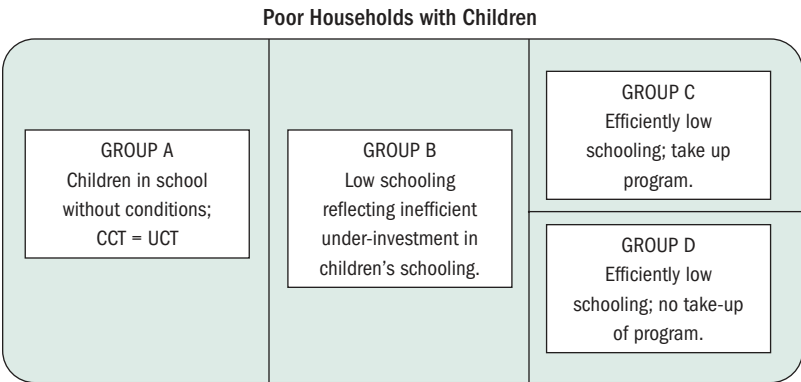 Poor Households with Children
GROUP A
Children in school
without conditions;
CCT = UCT
GROUP B
Low schooling
reflecting inefficient
under-investment in
children's schooling.
GROUP C
Efficiently low
schooling; take up
program.
GROUP D
Efficiently low
schooling; no take-up
of program.